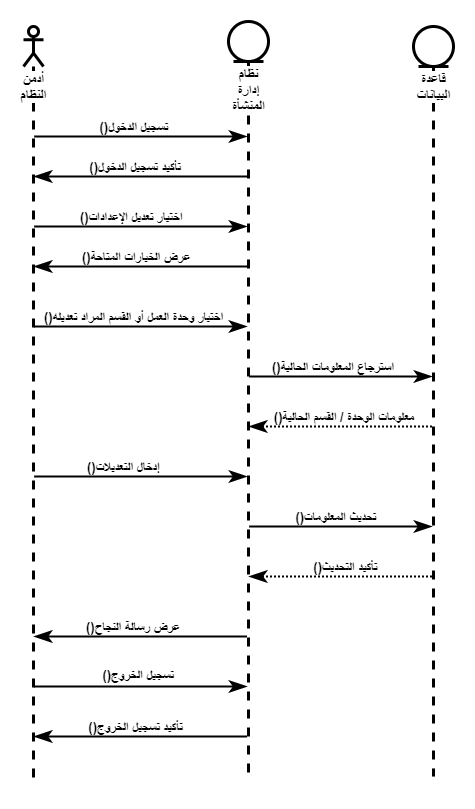 أدمن
النظام
نظام
إدارة
المنشأة
قاعدة
البيانات
تسجيل الدخول()
تأكيد تسجيل الدخول()
اختيار تعديل الإعدادات()
عرض الخيارات المتاحة()
اختيار وحدة العمل أو القسم المراد تعديله()
استرجاع المعلومات الحالية()
معلومات الوحدة / القسم الحالية()
إدخال التعديلات()
تحديث المعلومات()
تأكيد التحديث()
عرض رسالة النجاح()
تسجيل الخروج()
تأكيد تسجيل الخروج()